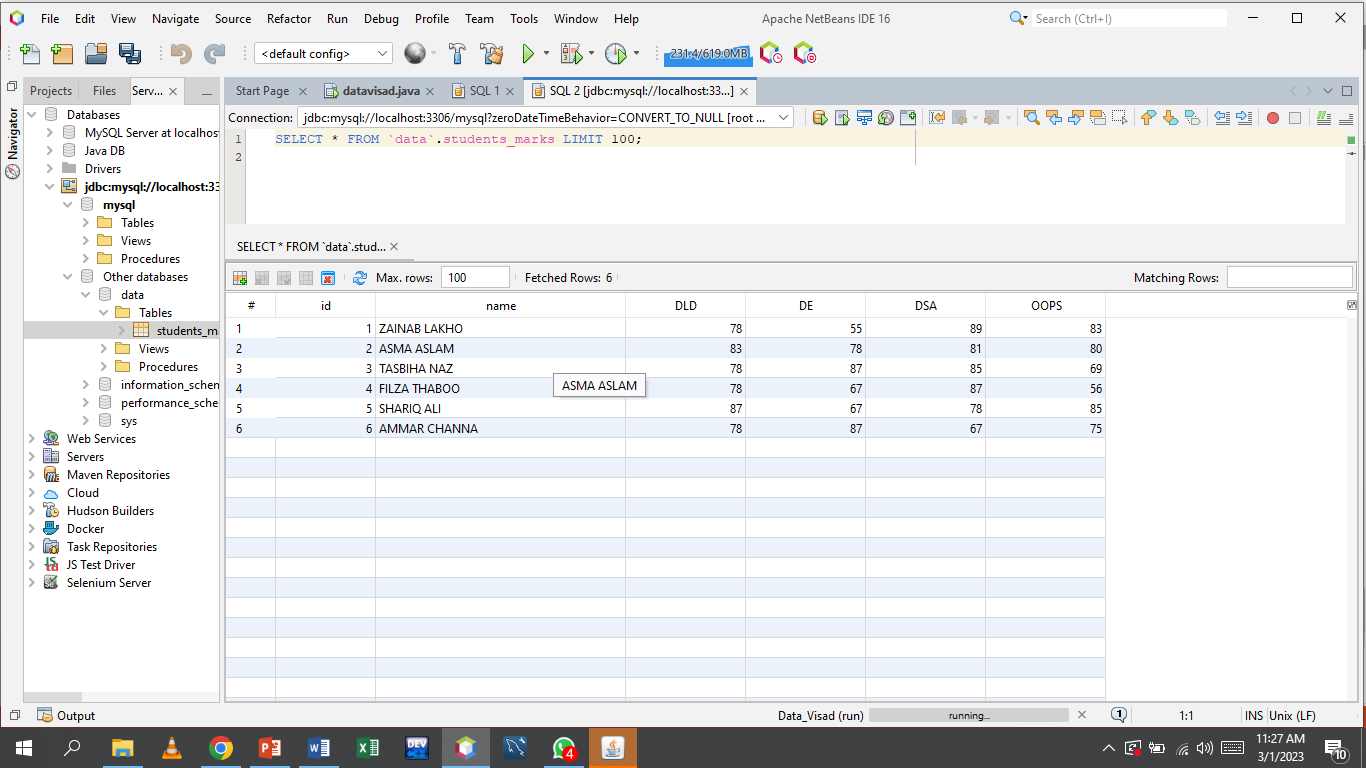 File Edit View Navigate Source Refactor Run Debug Profile Team Tools Window Help Apache NetBeans IDE 16 Search (Ctrl+I)
<default config> 231.4/619.0MB
Projects Files Serv... Start Page datavisad.java SQL 1 SQL 2 [jdbc:mysql://localhost:33...]
Navigator
Connection: jdbc:mysql://localhost:3306/mysql?zeroDateTimeBehavior=CONVERT_TO_NULL [root ...
1 SELECT * FROM `data`.students_marks LIMIT 100;
2
Databases
MySQL Server at localhos
Java DB
Drivers
jdbc:mysql://localhost:33
mysql
Tables
Views
Procedures
Other databases
data
Tables
students_m
Views
Procedures
information_schem
performance_sche
sys
Web Services
Servers
Maven Repositories
Cloud
Hudson Builders
Docker
Task Repositories
JS Test Driver
Selenium Server
SELECT * FROM `data`.stud...
Max. rows: 100 Fetched Rows: 6 Matching Rows:
# id name DLD DE DSA OOPS
1 1 ZAINAB LAKHO 78 55 89 83
2 2 ASMA ASLAM 83 78 81 80
3 3 TASBIHA NAZ 78 87 85 69
4 4 FILZA THABOO 78 67 87 56
5 5 SHARIQ ALI 87 67 78 85
6 6 AMMAR CHANNA 78 87 67 75
ASMA ASLAM
Output Data_Visad (run) running... 1 1:1 INS Unix (LF)
DEV
4
11:27 AM
3/1/2023
10